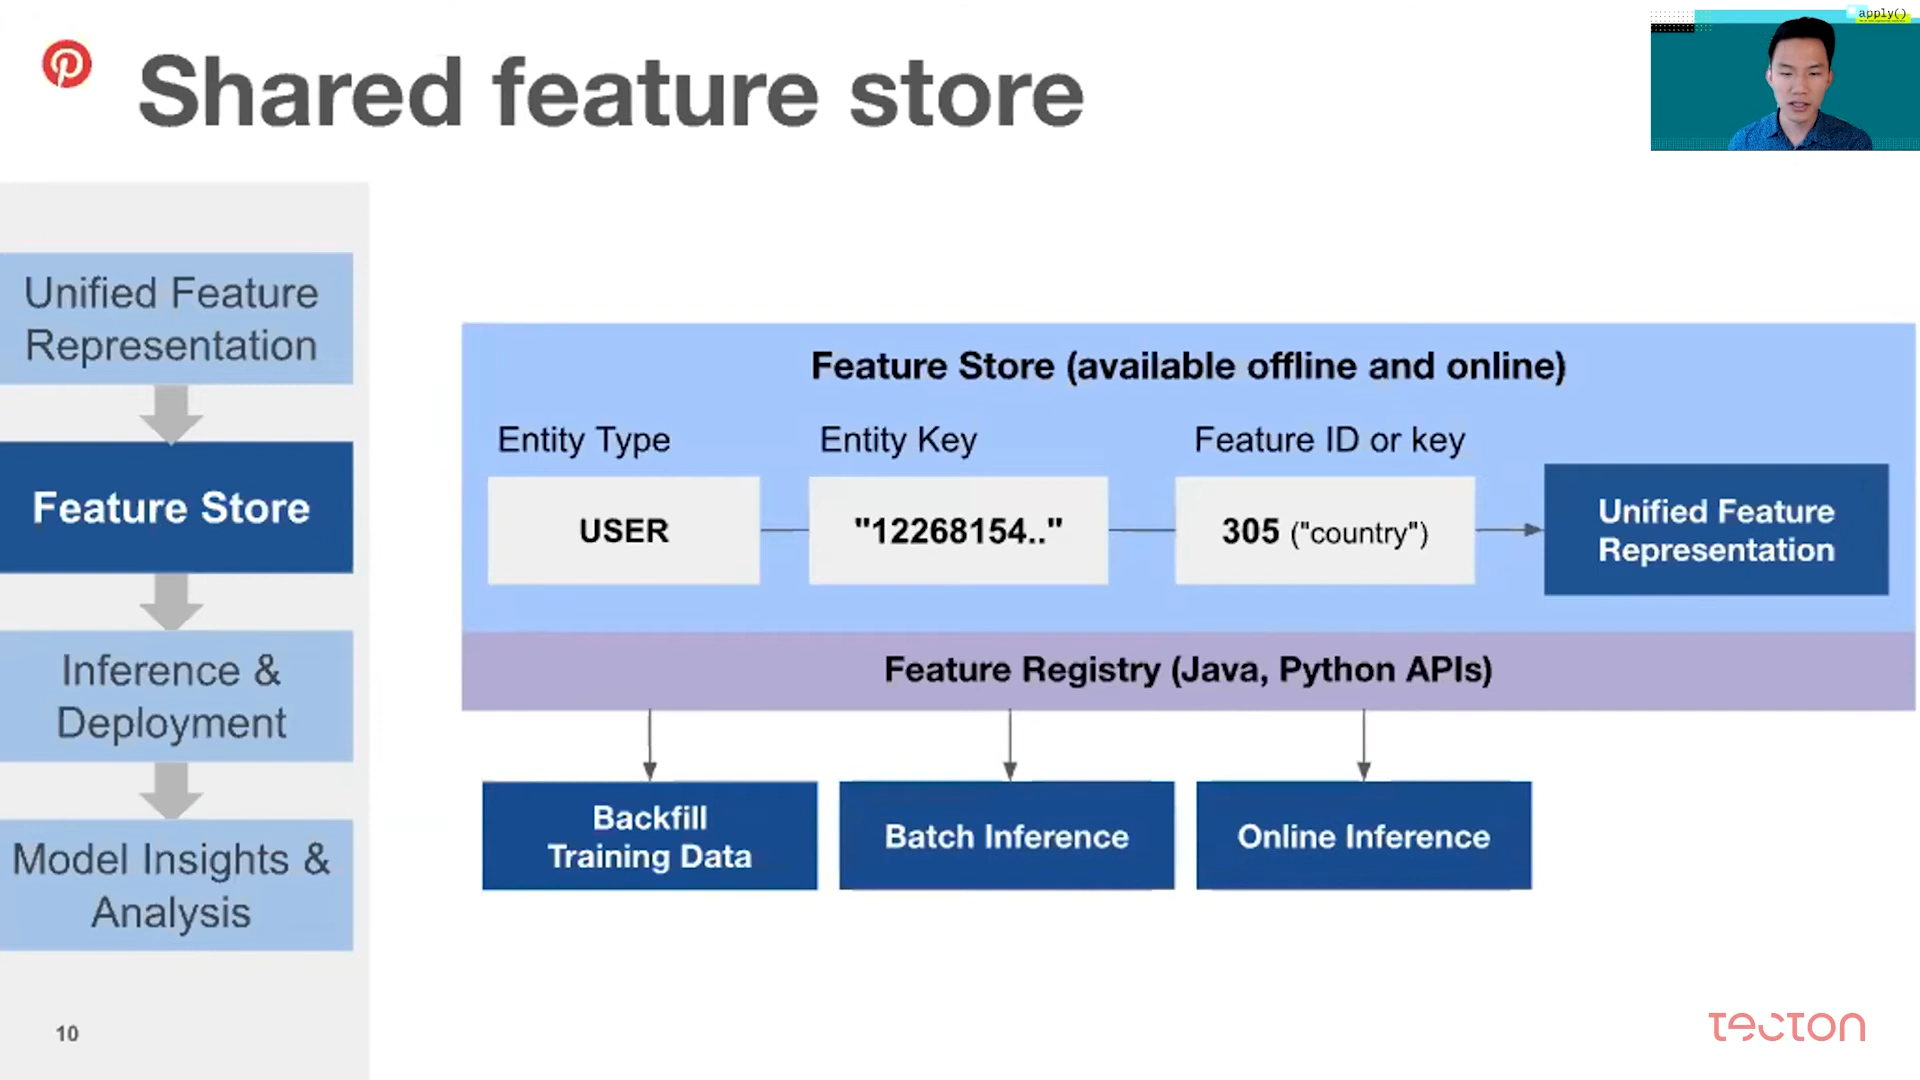 apply()
Shared feature store
Unified Feature
Representation
Feature Store
Inference &
Deployment
Model Insights &
Analysis
10
Feature Store (available offline and online)
Entity Type
Entity Key
Feature ID or key
USER
"12268154.."
305 ("country")
Unified Feature
Representation
Feature Registry (Java, Python APIs)
Backfill
Training Data
Batch Inference
Online Inference
tecton